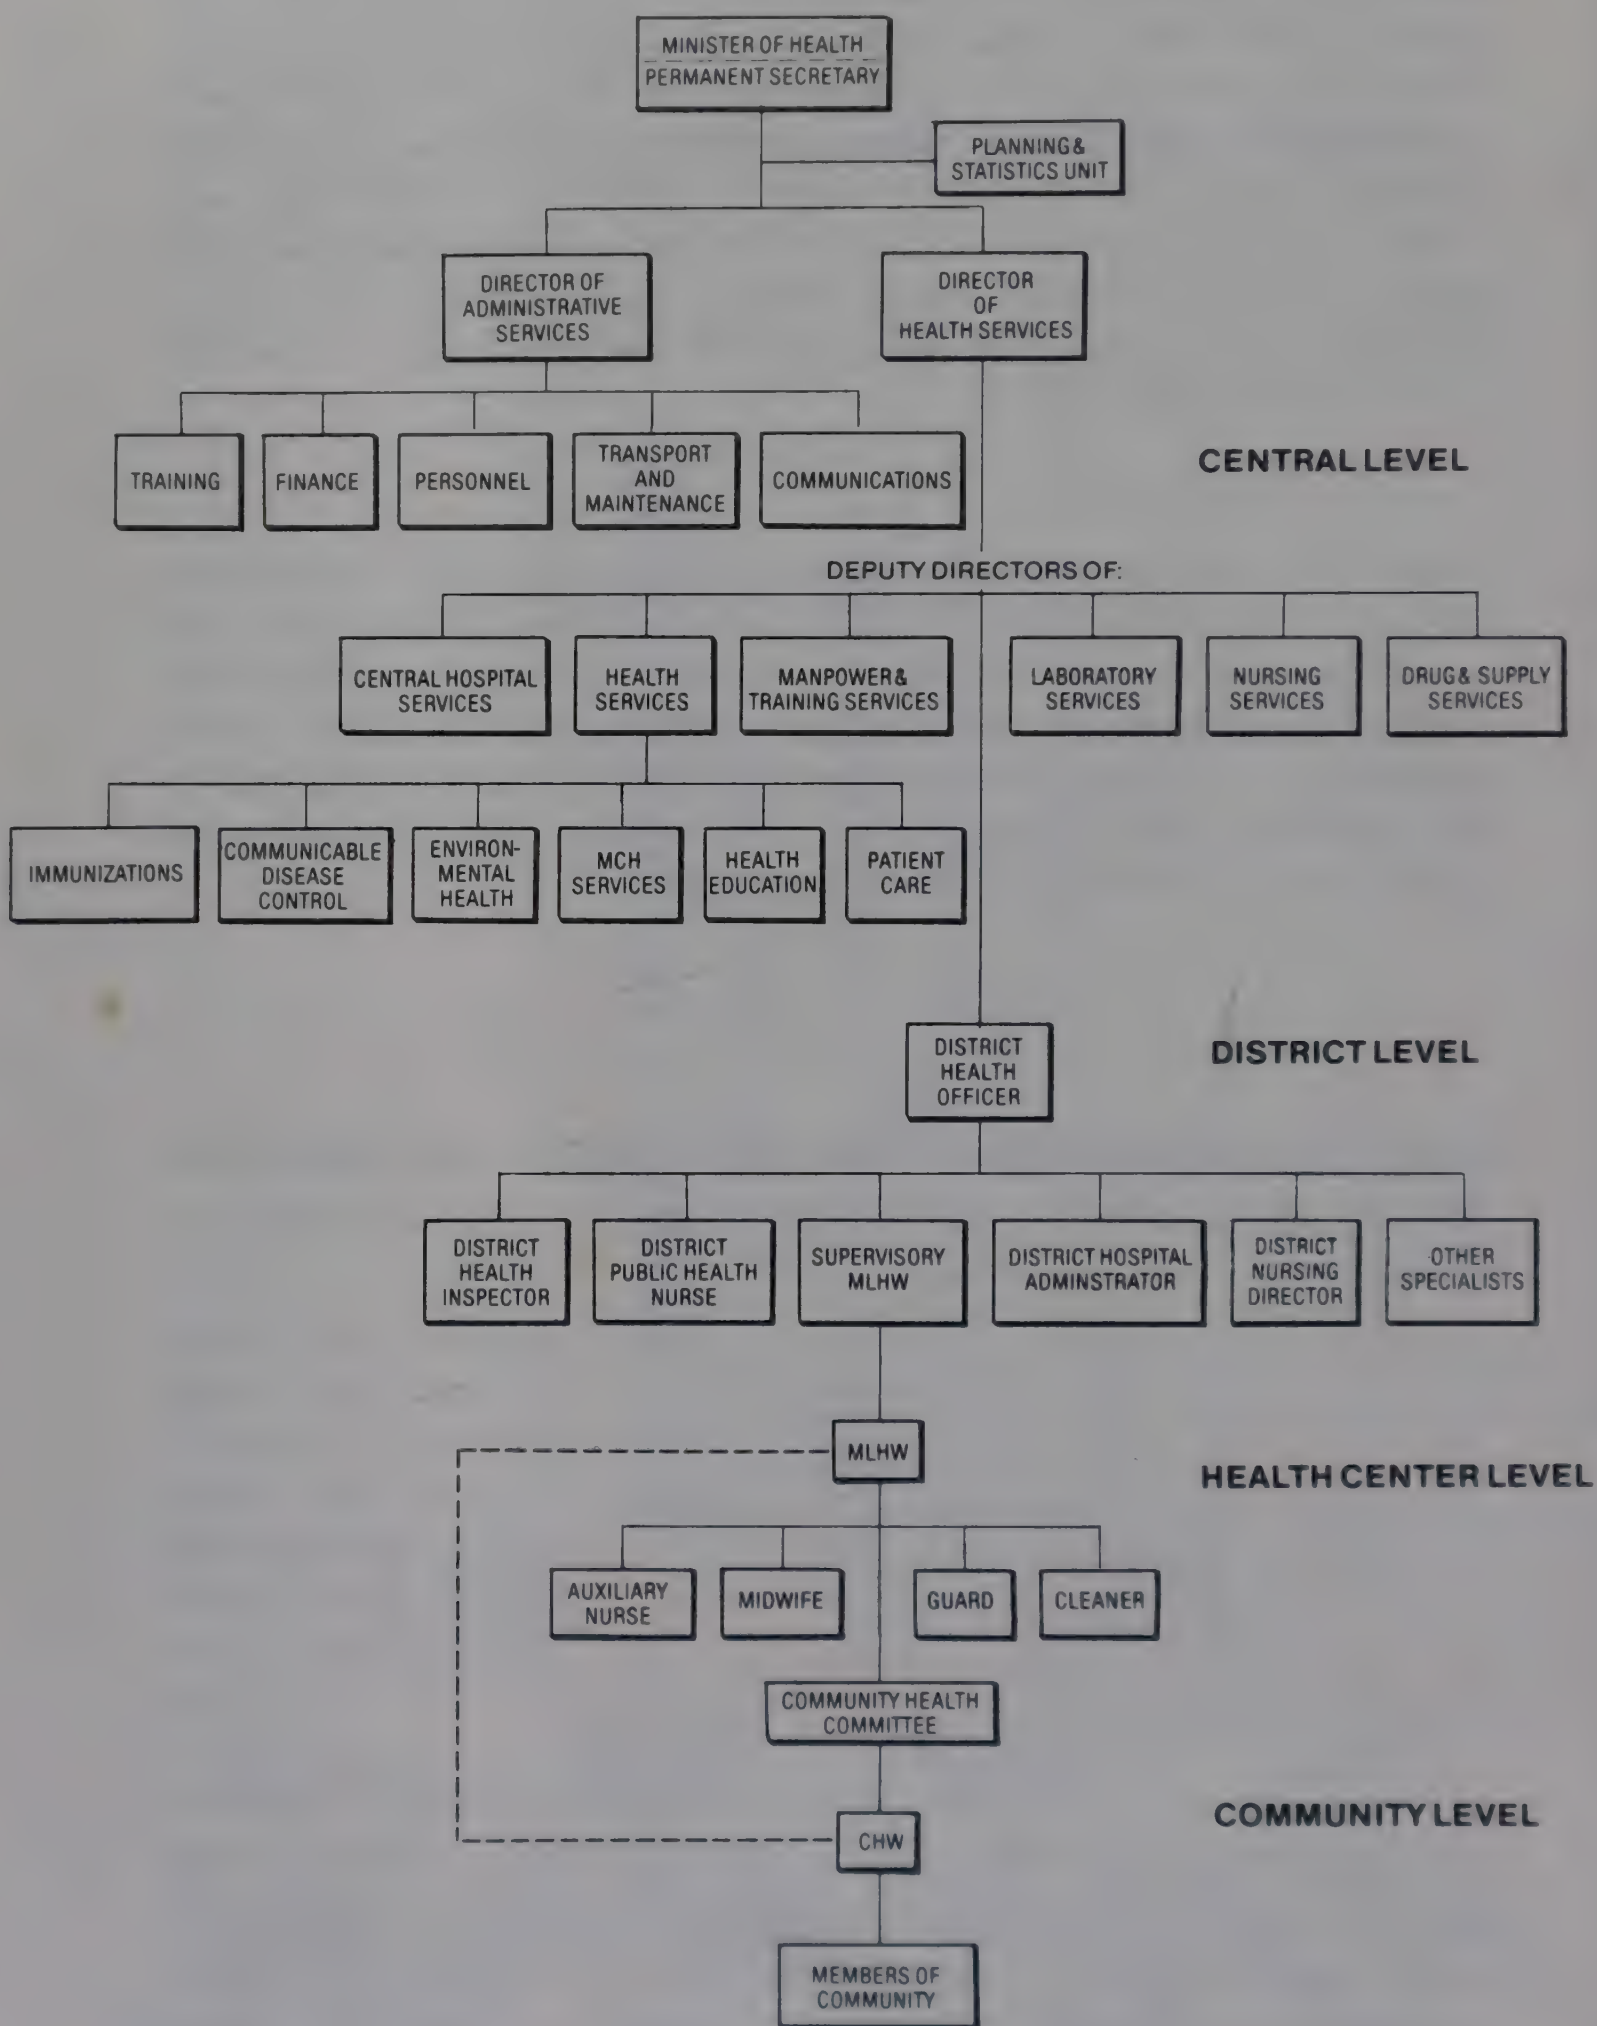 MINISTER OF HEALTH
PERMANENT SECRETARY
PLANNING &
STATISTICS UNIT
DIRECTOR OF
ADMINISTRATIVE
SERVICES
DIRECTOR
OF
HEALTH SERVICES
TRAINING
FINANCE
PERSONNEL
TRANSPORT
AND
MAINTENANCE
COMMUNICATIONS
CENTRAL LEVEL
DEPUTY DIRECTORS OF:
CENTRAL HOSPITAL
SERVICES
HEALTH
SERVICES
MANPOWER &
TRAINING SERVICES
LABORATORY
SERVICES
NURSING
SERVICES
DRUG & SUPPLY
SERVICES
IMMUNIZATIONS
COMMUNICABLE
DISEASE
CONTROL
ENVIRON-
MENTAL
HEALTH
MCH
SERVICES
HEALTH
EDUCATION
PATIENT
CARE
DISTRICT
HEALTH
OFFICER
DISTRICT LEVEL
DISTRICT
HEALTH
INSPECTOR
DISTRICT
PUBLIC HEALTH
NURSE
SUPERVISORY
MLHW
DISTRICT HOSPITAL
ADMINSTRATOR
DISTRICT
NURSING
DIRECTOR
OTHER
SPECIALISTS
MLHW
HEALTH CENTER LEVEL
AUXILIARY
NURSE
MIDWIFE
GUARD
CLEANER
COMMUNITY HEALTH
COMMITTEE
COMMUNITY LEVEL
CHW
MEMBERS OF
COMMUNITY